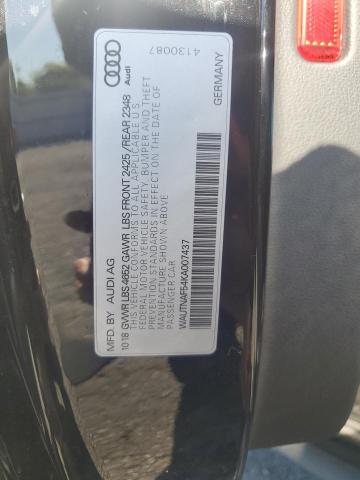 MFD. BY AUDI AG
10 18 GVWR LBS 4652 GAWR LBS FRONT 2425 / REAR 2348
THIS VEHICLE CONFORMS TO ALL APPLICABLE U.S.
FEDERAL MOTOR VEHICLE SAFETY, BUMPER AND THEFT
PREVENTION STANDARDS IN EFFECT ON THE DATE OF
MANUFACTURE SHOWN ABOVE.
PASSENGER CAR
WAUTNAF54KA007437
GERMANY
Audi
4130087